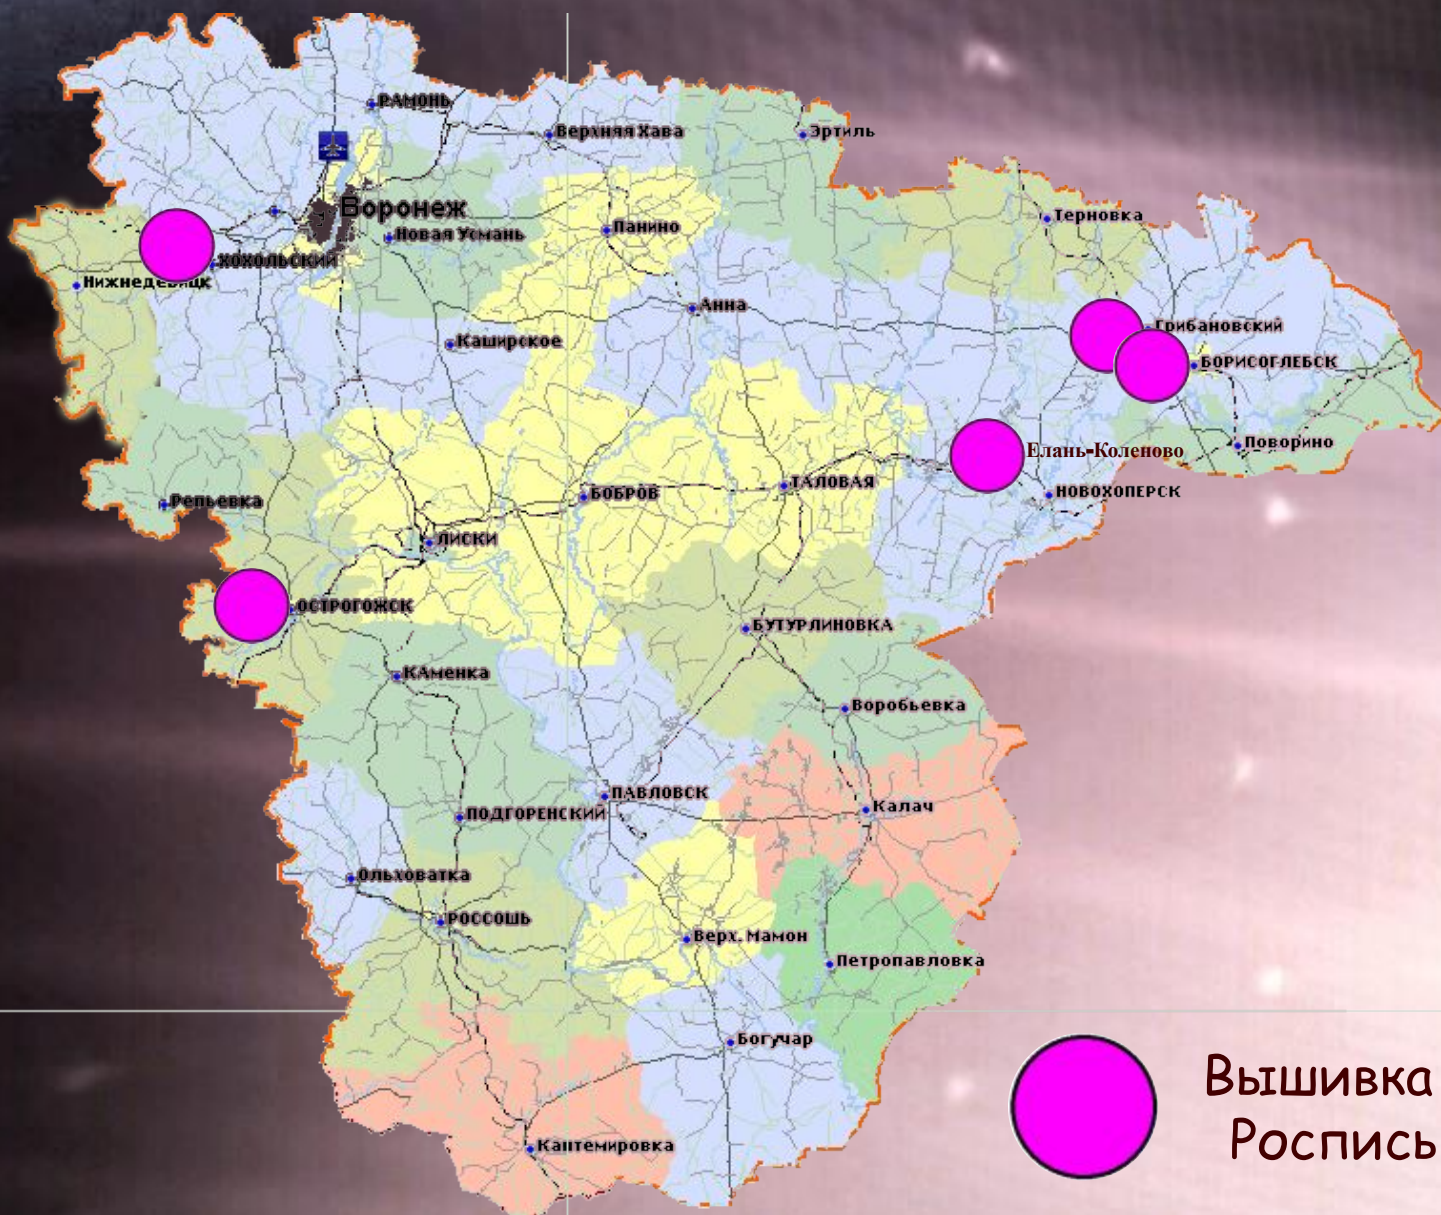 РАМОНЬ
Верхняя Хава
Эртиль
Воронеж
Терновка
Панино
Новая Усмань
ХОХОЛЬСКИЙ
Нижнедевицк
Анна
Грибановский
Каширское
БОРИСОГЛЕБСК
Поворино
Елань-Коленово
ТАЛОВАЯ
НОВОХОПЕРСК
БОБРОВ
Репьевка
ЛИСКИ
ОСТРОГОЖСК
БУТУРЛИНОВКА
КАменка
Воробьевка
ПАВЛОВСК
Калач
ПОДГОРЕНСКИЙ
Ольховатка
РОССОШЬ
Верх. Мамон
Петропавловка
Богучар
Кантемировка
Вышивка
Роспись